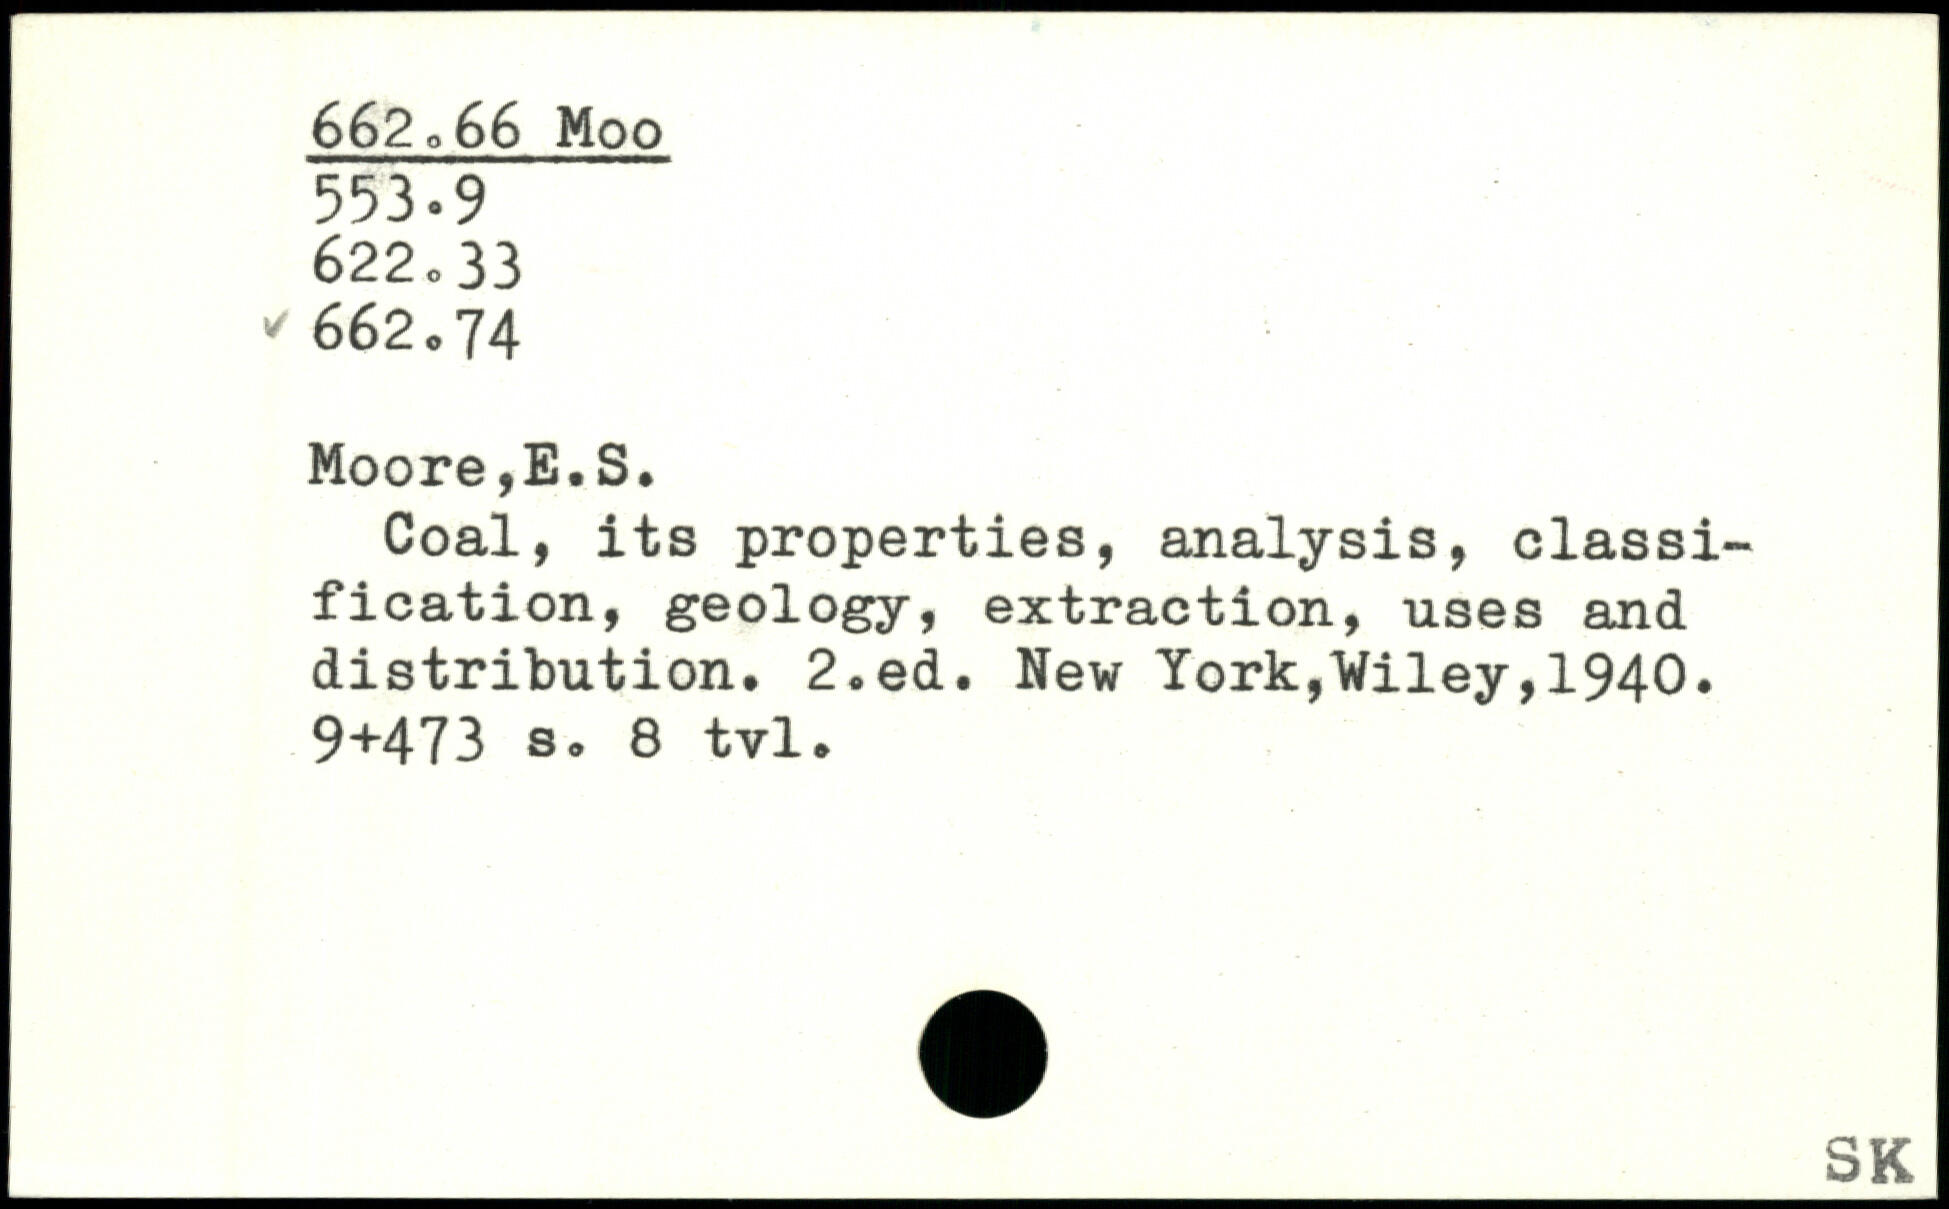 662.66 Moo
553.9
622.33
✓ 662.74
Moore,E.S.
Coal, its properties, analysis, classi-
fication, geology, extraction, uses and
distribution. 2.ed. New York,Wiley,1940.
9+473 s. 8 tvl.
SK